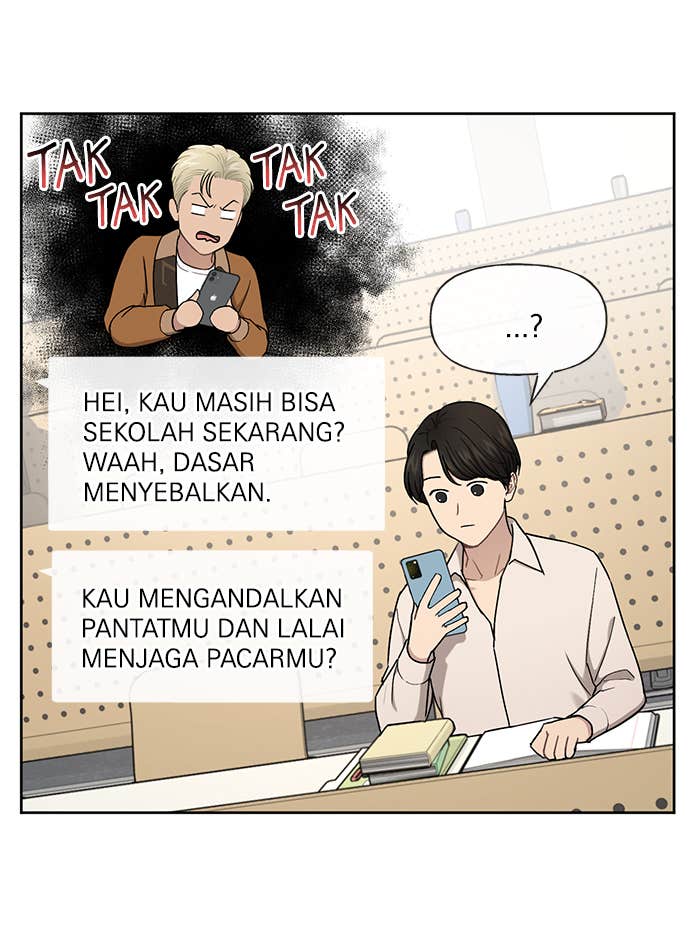 TAK
TAK
TAK
TAK
...?
HEI, KAU MASIH BISA
SEKOLAH SEKARANG?
WAAH, DASAR
MENYEBALKAN.
KAU MENGANDALKAN
PANTATMU DAN LALAI
MENJAGA PACARMU?